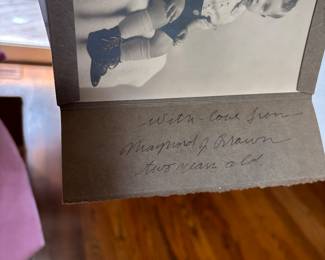 With love from
Maynard J Brown
two years old